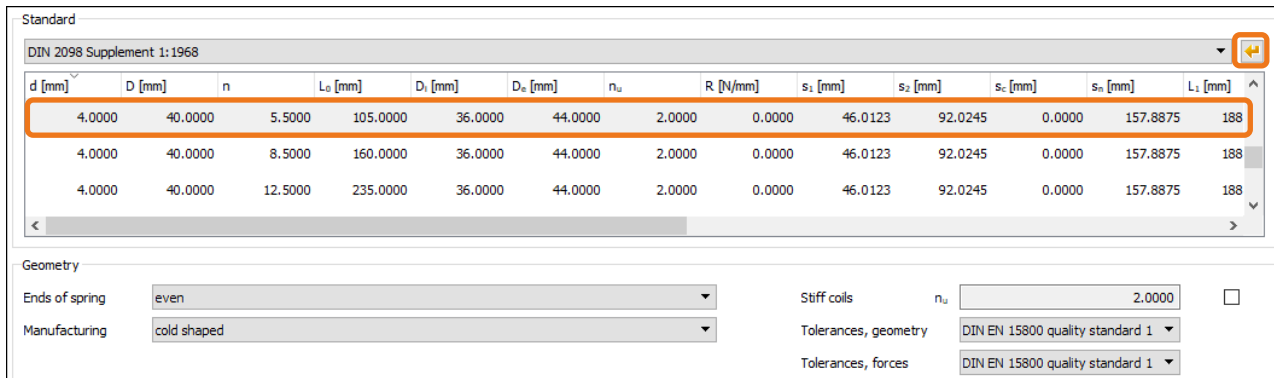 Standard
DIN 2098 Supplement 1:1968
d [mm] D [mm] n L₀ [mm] Dᵢ [mm] Dₑ [mm] nᵤ R [N/mm] s₁ [mm] s₂ [mm] s꜀ [mm] sₙ [mm] L₁ [mm]
4.0000 40.0000 5.5000 105.0000 36.0000 44.0000 2.0000 0.0000 46.0123 92.0245 0.0000 157.8875 188
4.0000 40.0000 8.5000 160.0000 36.0000 44.0000 2.0000 0.0000 46.0123 92.0245 0.0000 157.8875 188
4.0000 40.0000 12.5000 235.0000 36.0000 44.0000 2.0000 0.0000 46.0123 92.0245 0.0000 157.8875 188
Geometry
Ends of spring even Stiff coils nᵤ 2.0000
Manufacturing cold shaped Tolerances, geometry DIN EN 15800 quality standard 1
Tolerances, forces DIN EN 15800 quality standard 1